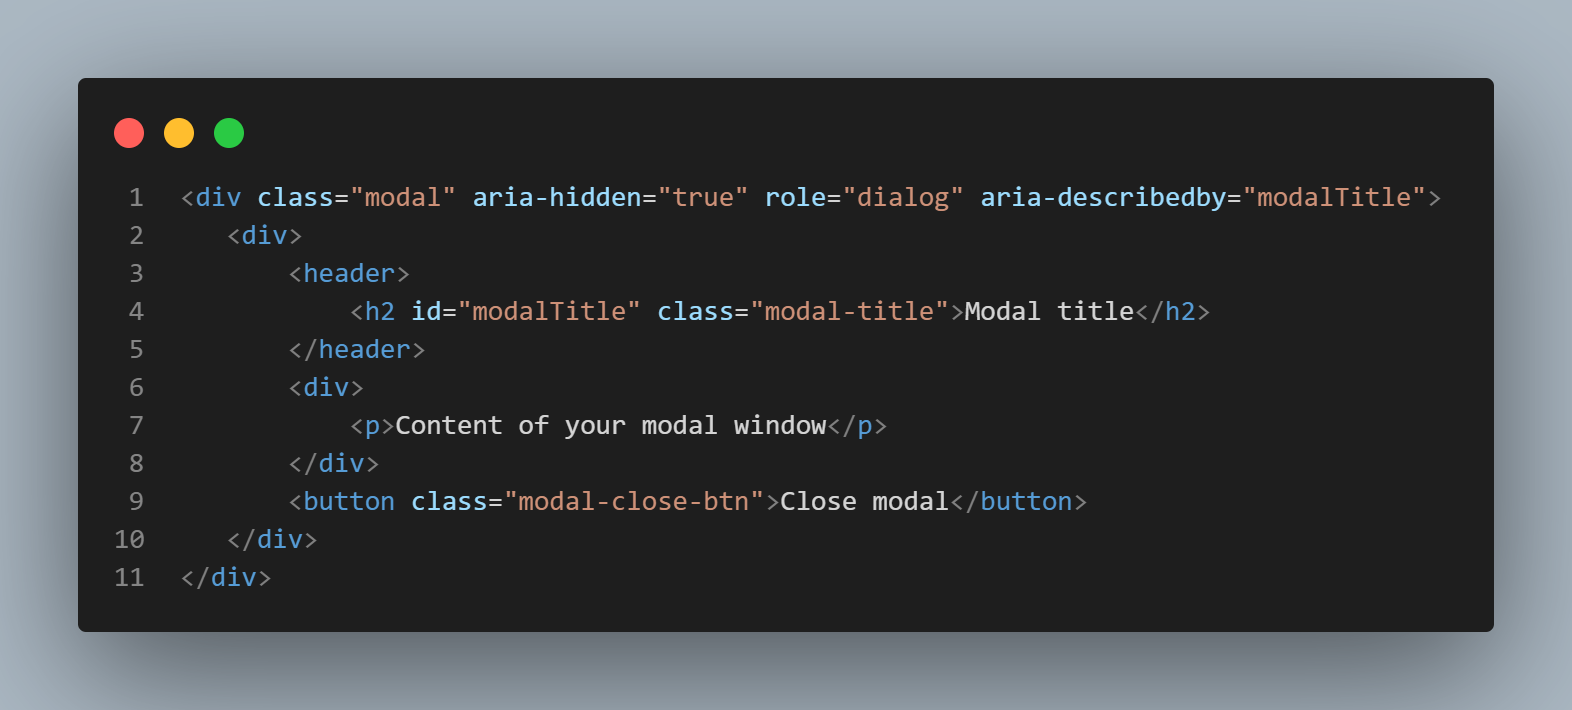 1 <div class="modal" aria-hidden="true" role="dialog" aria-describedby="modalTitle">
2    <div>
3        <header>
4            <h2 id="modalTitle" class="modal-title">Modal title</h2>
5        </header>
6        <div>
7            <p>Content of your modal window</p>
8        </div>
9        <button class="modal-close-btn">Close modal</button>
10    </div>
11 </div>